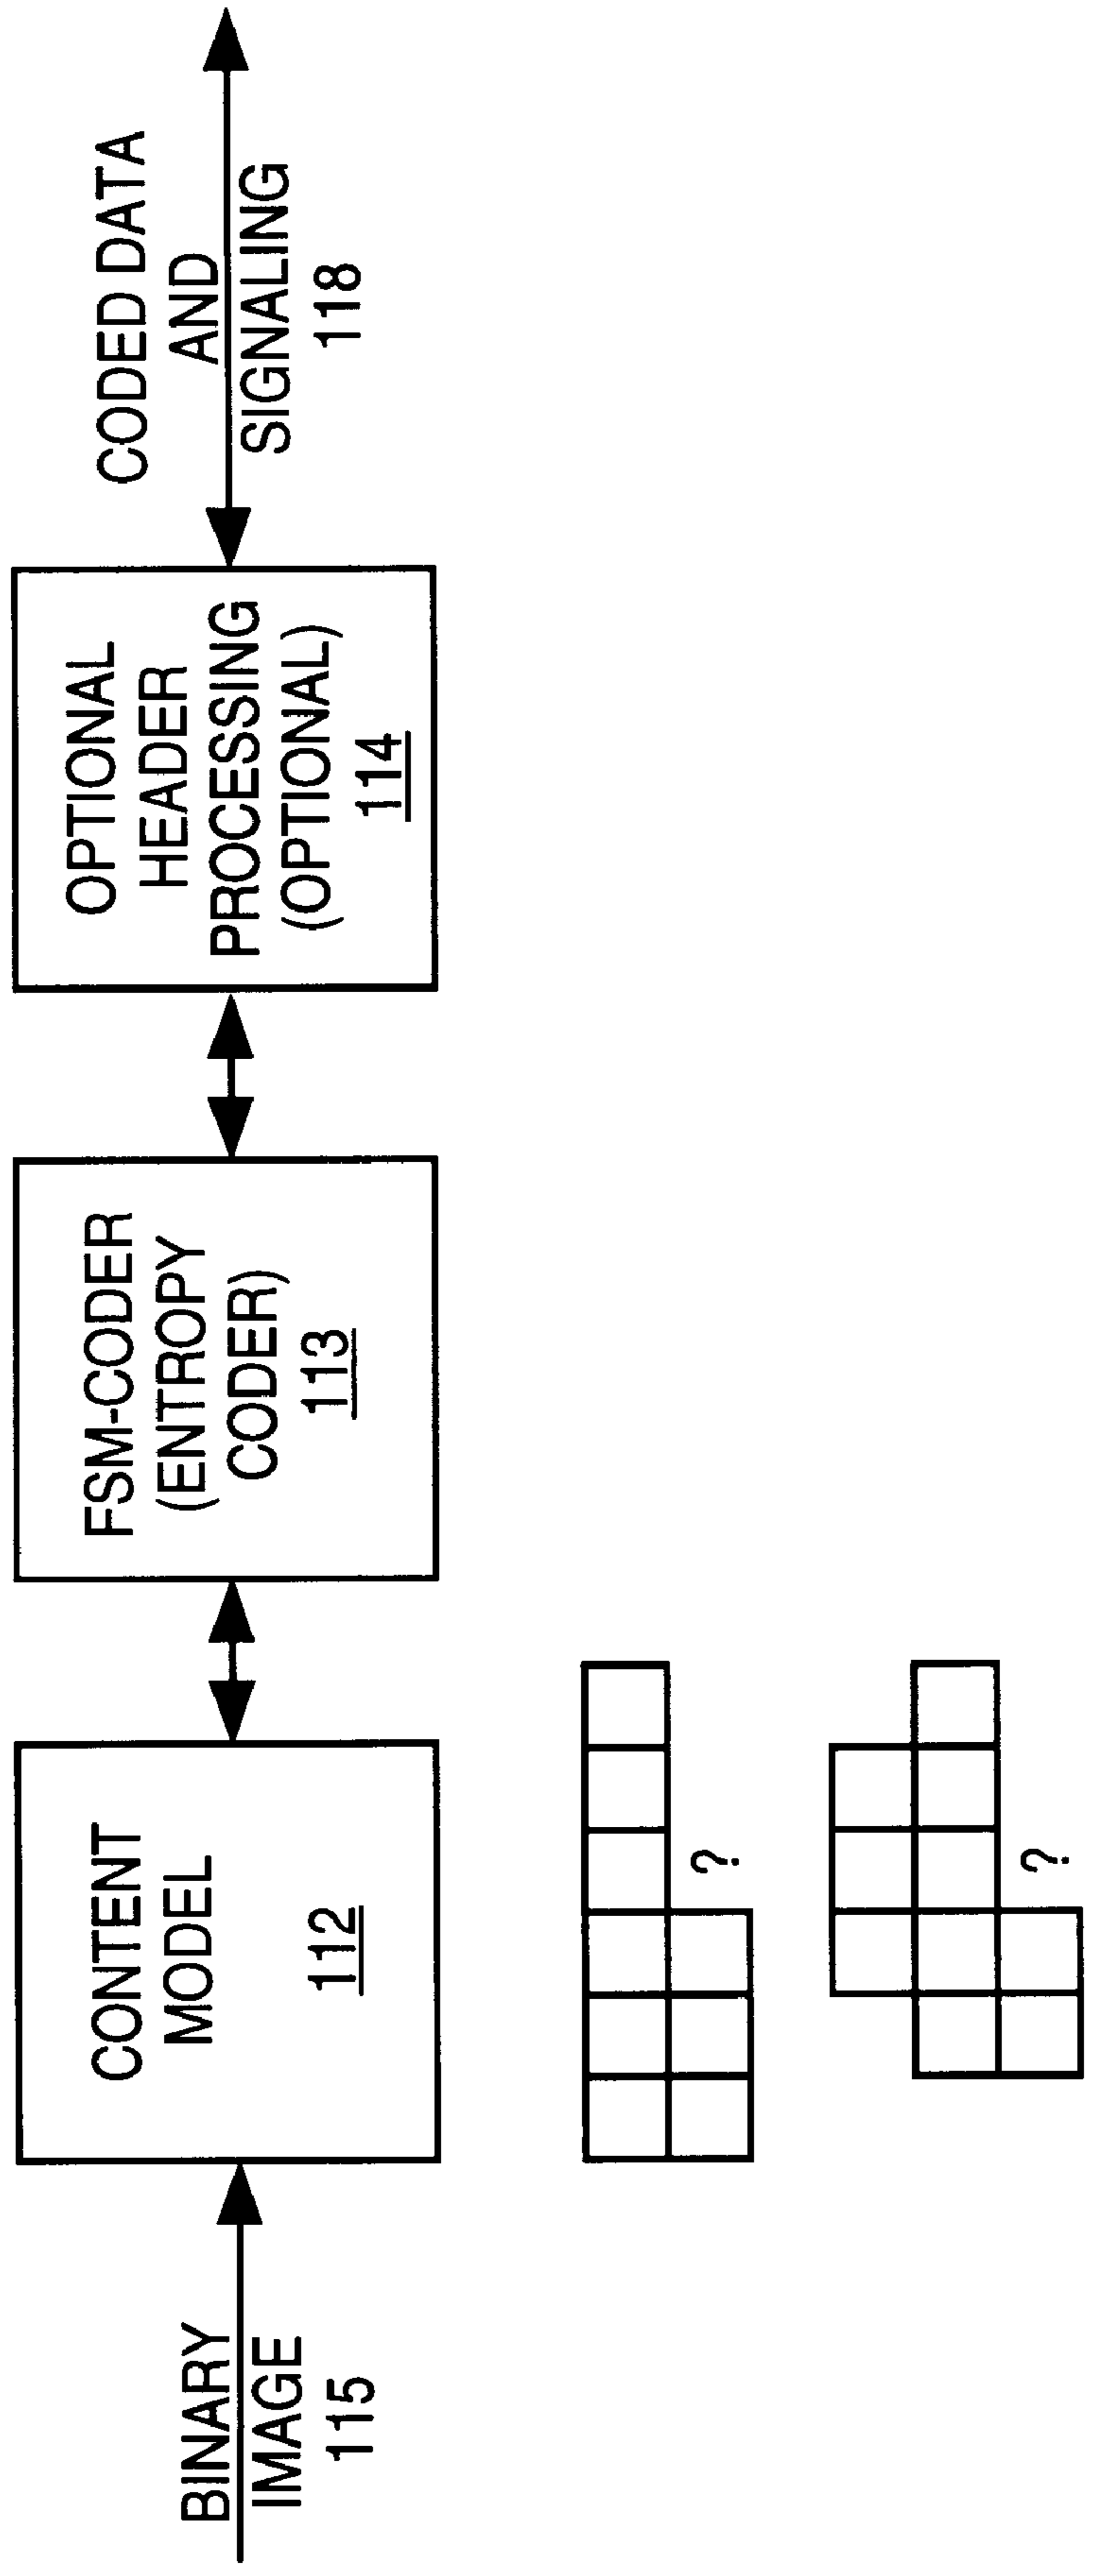 BINARY
IMAGE
115
CONTENT
MODEL
112
FSM-CODER
(ENTROPY
CODER)
113
OPTIONAL
HEADER
PROCESSING
(OPTIONAL)
114
CODED DATA
AND
SIGNALING
118
?
?